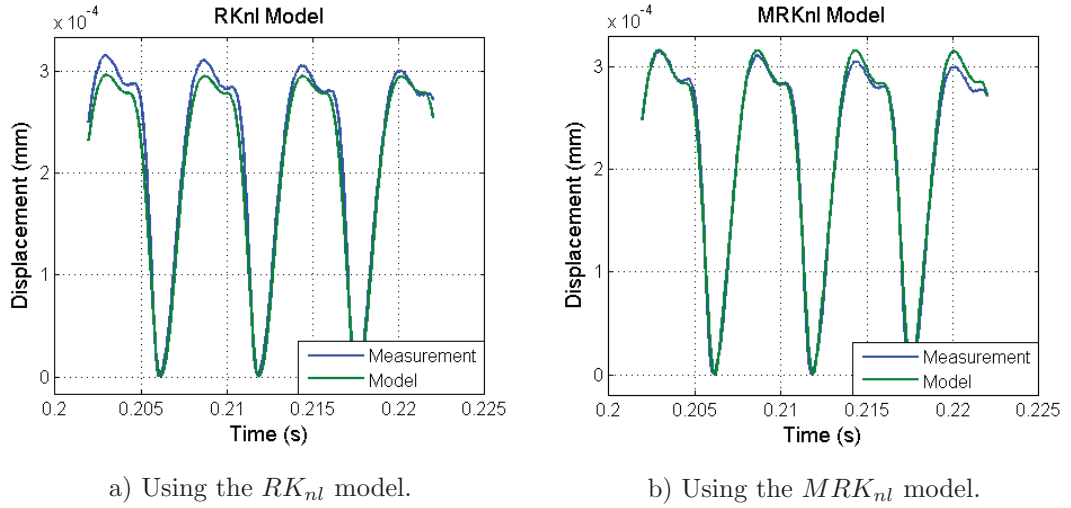 RKnl Model
x 10⁻⁴
3
2
1
0
0.2
0.205
0.21
0.215
0.22
0.225
Displacement (mm)
Time (s)
Measurement
Model
a) Using the RKₙₗ model.
MRKnl Model
x 10⁻⁴
3
2
1
0
0.2
0.205
0.21
0.215
0.22
0.225
Displacement (mm)
Time (s)
Measurement
Model
b) Using the MRKₙₗ model.